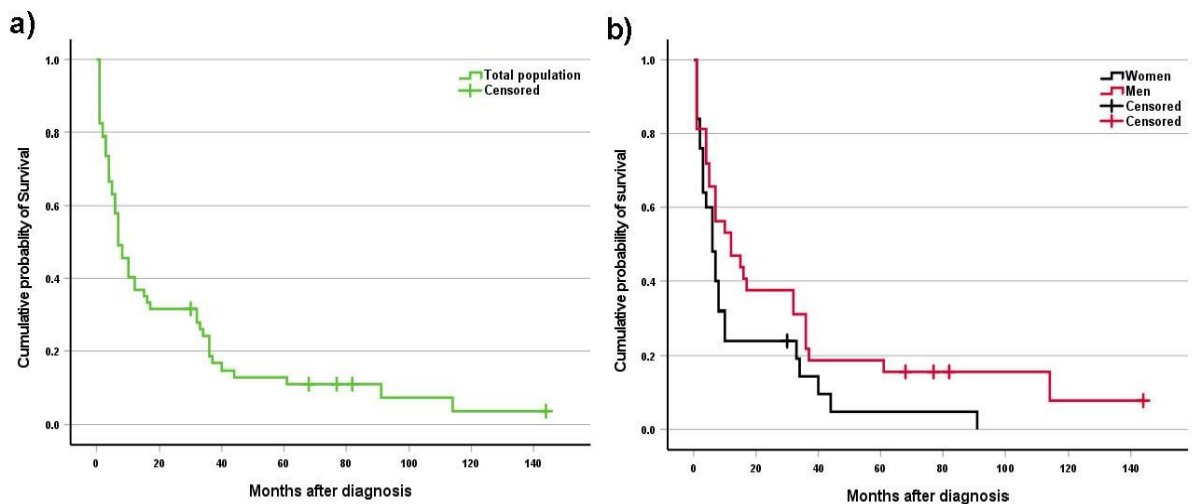 a)
Total population
Censored
Cumulative probablity of Survival
1.0
0.8
0.6
0.4
0.2
0.0
0 20 40 60 80 100 120 140
Months after diagnosis
b)
Women
Men
Censored
Censored
Cumulative probability of survival
1.0
0.8
0.6
0.4
0.2
0.0
0 20 40 60 80 100 120 140
Months after diagnosis